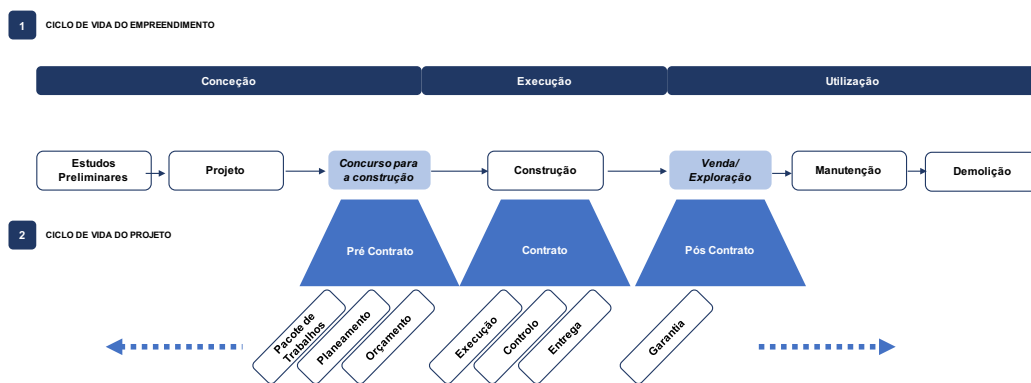 1
CICLO DE VIDA DO EMPREENDIMENTO
Conceção
Execução
Utilização
Estudos
Preliminares
Projeto
Concurso para
a construção
Construção
Venda/
Exploração
Manutenção
Demolição
2
CICLO DE VIDA DO PROJETO
Pré Contrato
Contrato
Pós Contrato
Pacote de
Trabalhos
Planeamento
Orçamento
Execução
Controlo
Entrega
Garantia